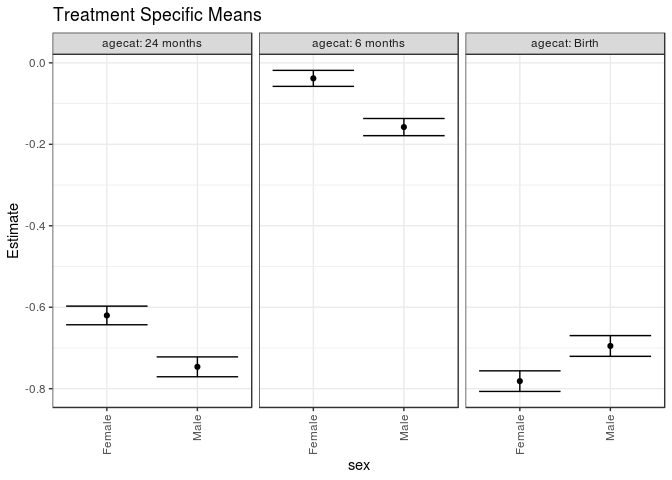 Treatment Specific Means
agecat: 24 months
agecat: 6 months
agecat: Birth
0.0
-0.2
-0.4
-0.6
-0.8
Estimate
Female
Male
Female
Male
Female
Male
sex